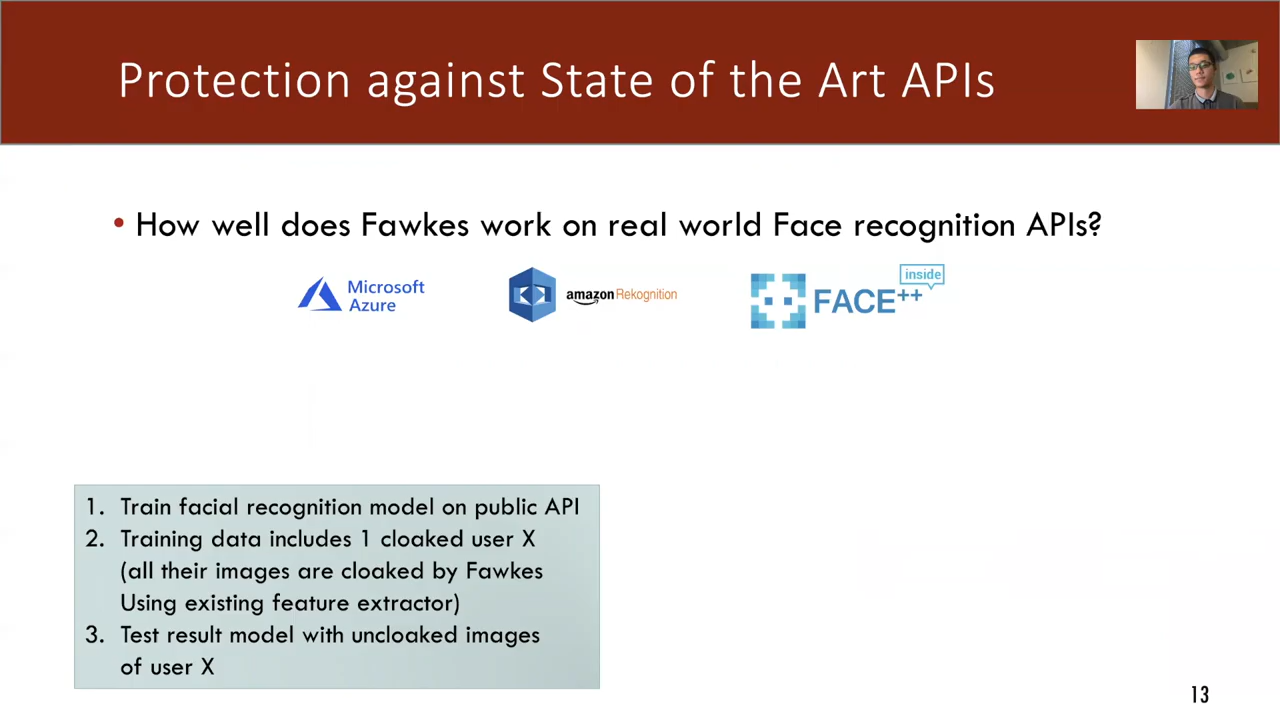 Protection against State of the Art APIs
• How well does Fawkes work on real world Face recognition APIs?
Microsoft
Azure
amazon Rekognition
FACE++
inside
1. Train facial recognition model on public API
2. Training data includes 1 cloaked user X
(all their images are cloaked by Fawkes
Using existing feature extractor)
3. Test result model with uncloaked images
of user X
13